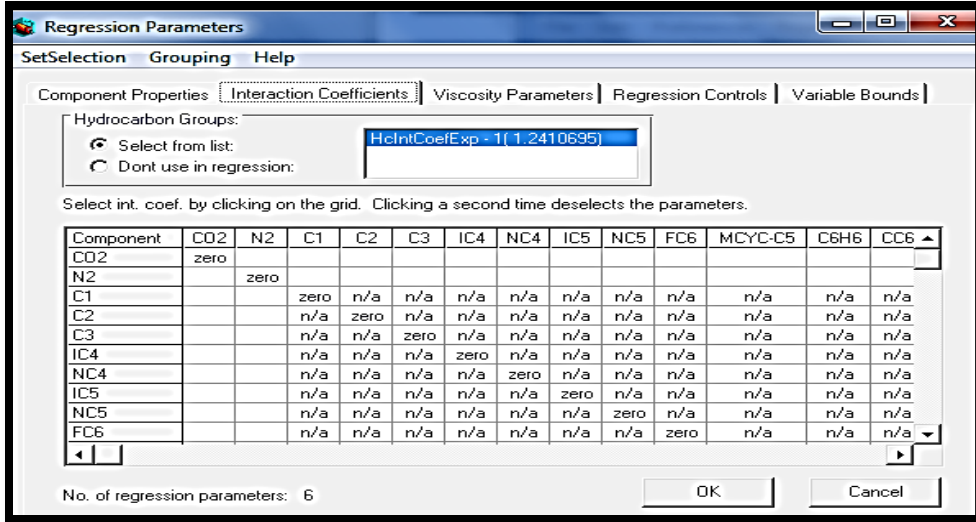 Regression Parameters
SetSelection Grouping Help
Component Properties Interaction Coefficients Viscosity Parameters Regression Controls Variable Bounds
Hydrocarbon Groups:
Select from list:
HcIntCoefExp - 1( 1.2410695)
Dont use in regression:
Select int. coef. by clicking on the grid. Clicking a second time deselects the parameters.
Component CO2 N2 C1 C2 C3 IC4 NC4 IC5 NC5 FC6 MCYC-C5 C6H6 CC6
CO2 zero
N2 zero
C1 zero n/a n/a n/a n/a n/a n/a n/a n/a n/a n/a
C2 n/a zero n/a n/a n/a n/a n/a n/a n/a n/a n/a
C3 n/a n/a zero n/a n/a n/a n/a n/a n/a n/a n/a
IC4 n/a n/a n/a zero n/a n/a n/a n/a n/a n/a n/a
NC4 n/a n/a n/a n/a zero n/a n/a n/a n/a n/a n/a
IC5 n/a n/a n/a n/a n/a zero n/a n/a n/a n/a n/a
NC5 n/a n/a n/a n/a n/a n/a zero n/a n/a n/a n/a
FC6 n/a n/a n/a n/a n/a n/a n/a zero n/a n/a n/a
No. of regression parameters: 6
OK Cancel